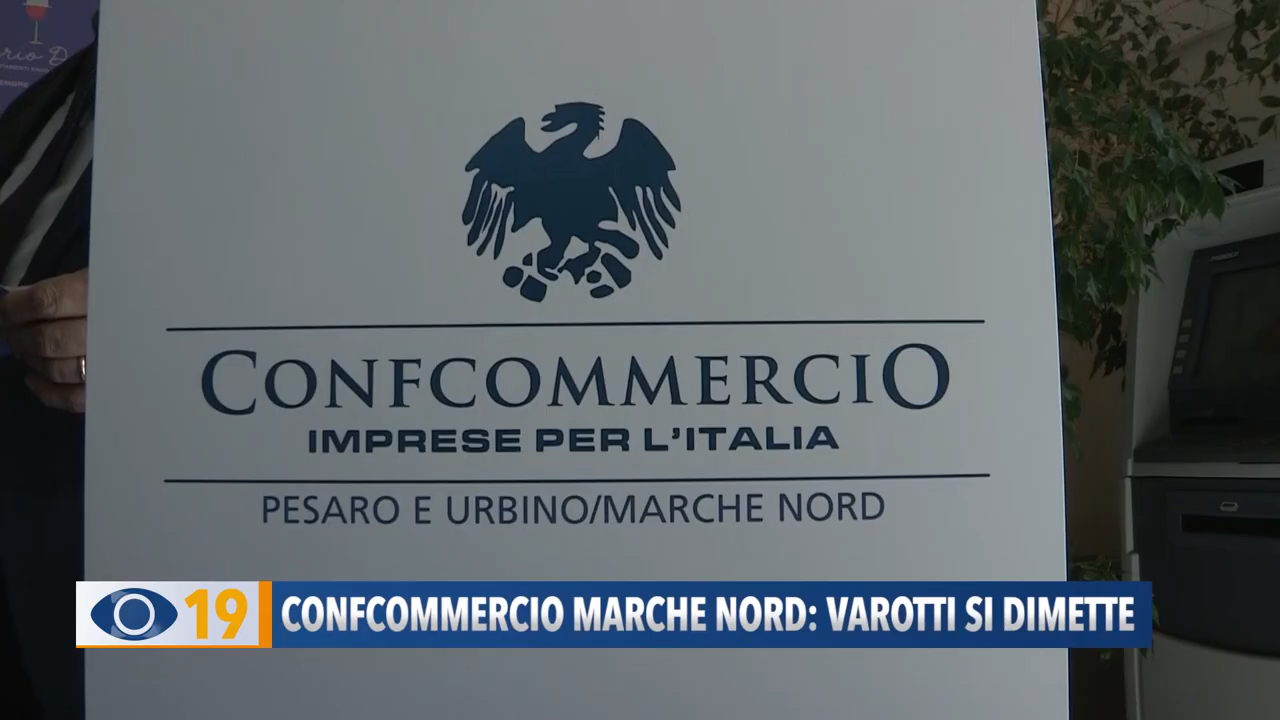 CONFCOMMERCIO
IMPRESE PER L'ITALIA
PESARO E URBINO/MARCHE NORD
19 CONFCOMMERCIO MARCHE NORD: VAROTTI SI DIMETTE